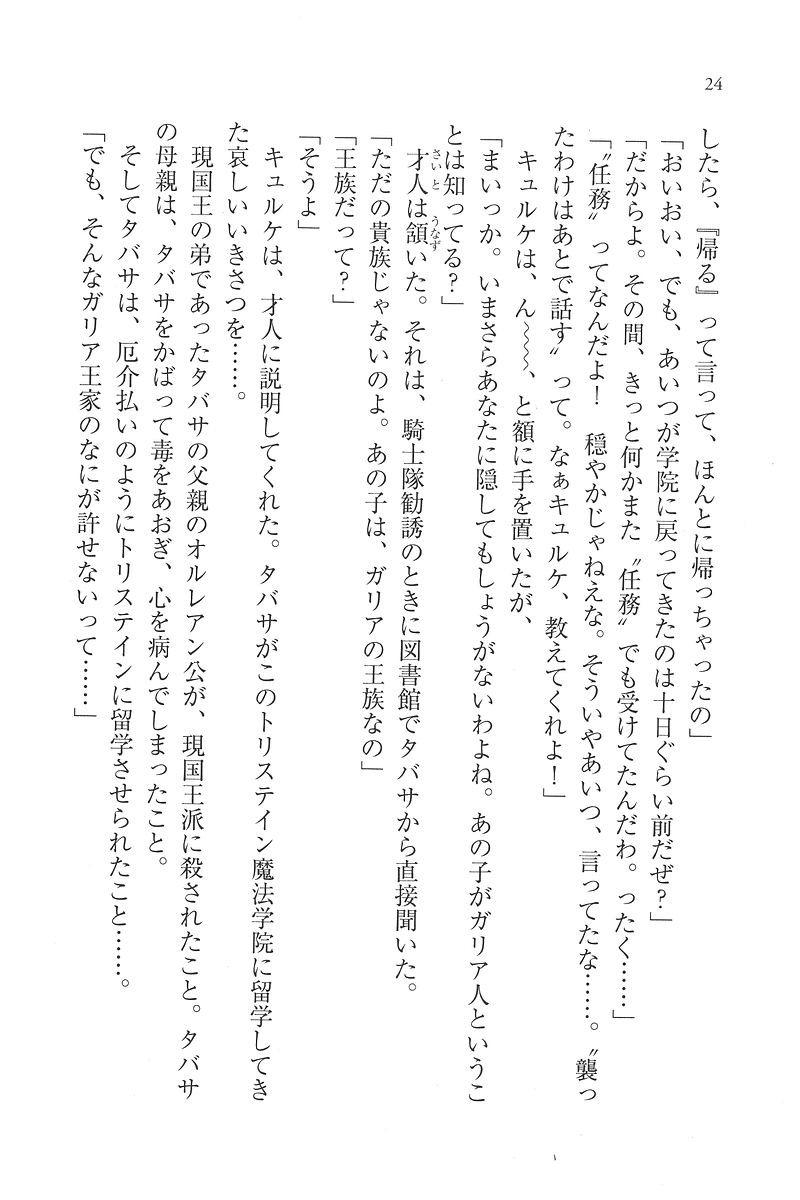 24
したら、『帰る』って言って、ほんとに帰っちゃったの」
「おいおい、でも、あいつが学院に戻ってきたのは十日ぐらい前だぜ？」
「だからよ。その間、きっと何かまた〝任務〟でも受けてたんだわ。ったく……」
「〝任務〟ってなんだよ！　穏やかじゃねえな。そういやあいつ、言ってたな……。〝襲っ
たわけはあとで話す〟って。なぁキュルケ、教えてくれよ！」
キュルケは、ん〜〜〜、と額に手を置いたが、
「まいっか。いまさらあなたに隠してもしょうがないわよね。あの子がガリア人というこ
とは知ってる？」
才人は頷いた。それは、騎士隊勧誘のときに図書館でタバサから直接聞いた。
さいと うなず
「ただの貴族じゃないのよ。あの子は、ガリアの王族なの」
「王族だって？」
「そうよ」
キュルケは、才人に説明してくれた。タバサがこのトリステイン魔法学院に留学してき
た哀しいいきさつを……。
現国王の弟であったタバサの父親のオルレアン公が、現国王派に殺されたこと。タバサ
の母親は、タバサをかばって毒をあおぎ、心を病んでしまったこと。
そしてタバサは、厄介払いのようにトリステインに留学させられたこと……。
「でも、そんなガリア王家のなにが許せないって……」